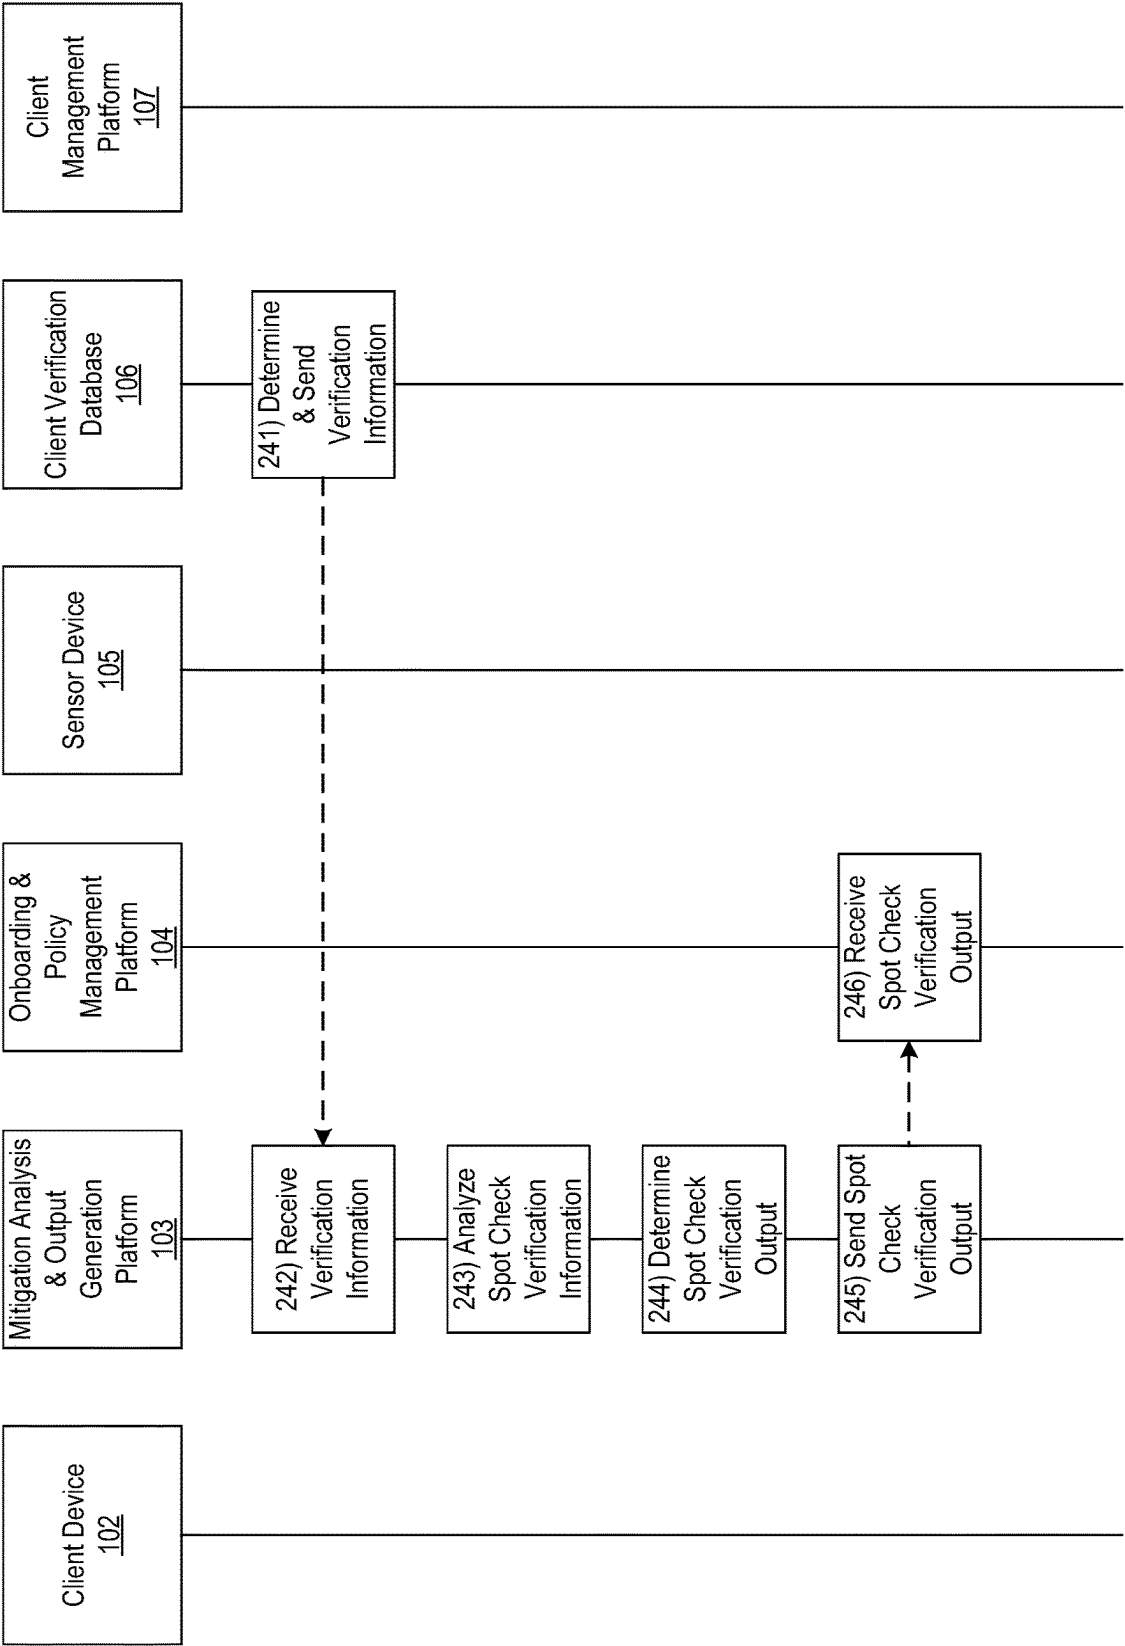 Client Device
102
Mitigation Analysis
& Output
Generation
Platform
103
Onboarding &
Policy
Management
Platform
104
Sensor Device
105
Client Verification
Database
106
Client
Management
Platform
107
241) Determine
& Send
Verification
Information
242) Receive
Verification
Information
243) Analyze
Spot Check
Verification
Information
244) Determine
Spot Check
Verification
Output
245) Send Spot
Check
Verification
Output
246) Receive
Spot Check
Verification
Output